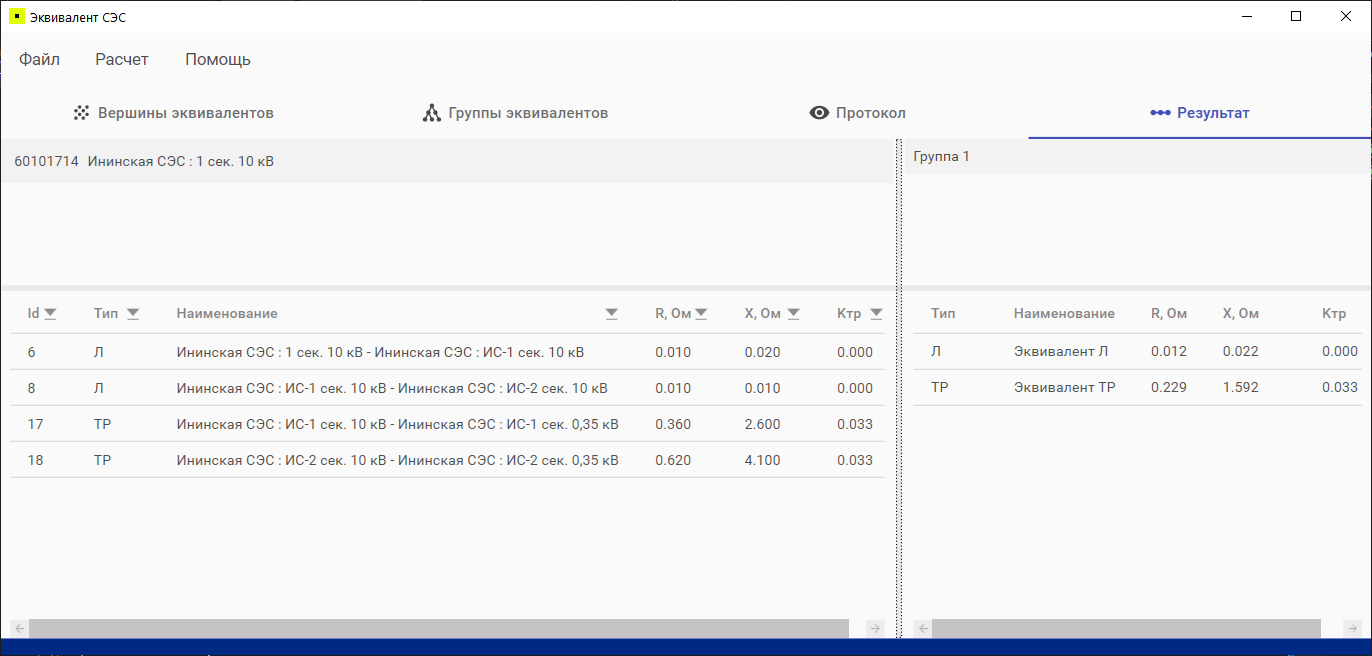 Эквивалент СЭС
Файл Расчет Помощь
Вершины эквивалентов Группы эквивалентов Протокол Результат
60101714 Ининская СЭС : 1 сек. 10 кВ
Группа 1
Id Тип Наименование R, Ом X, Ом Ктр
6 Л Ининская СЭС : 1 сек. 10 кВ - Ининская СЭС : ИС-1 сек. 10 кВ 0.010 0.020 0.000
8 Л Ининская СЭС : ИС-1 сек. 10 кВ - Ининская СЭС : ИС-2 сек. 10 кВ 0.010 0.010 0.000
17 ТР Ининская СЭС : ИС-1 сек. 10 кВ - Ининская СЭС : ИС-1 сек. 0,35 кВ 0.360 2.600 0.033
18 ТР Ининская СЭС : ИС-2 сек. 10 кВ - Ининская СЭС : ИС-2 сек. 0,35 кВ 0.620 4.100 0.033
Тип Наименование R, Ом X, Ом Ктр
Л Эквивалент Л 0.012 0.022 0.000
ТР Эквивалент ТР 0.229 1.592 0.033